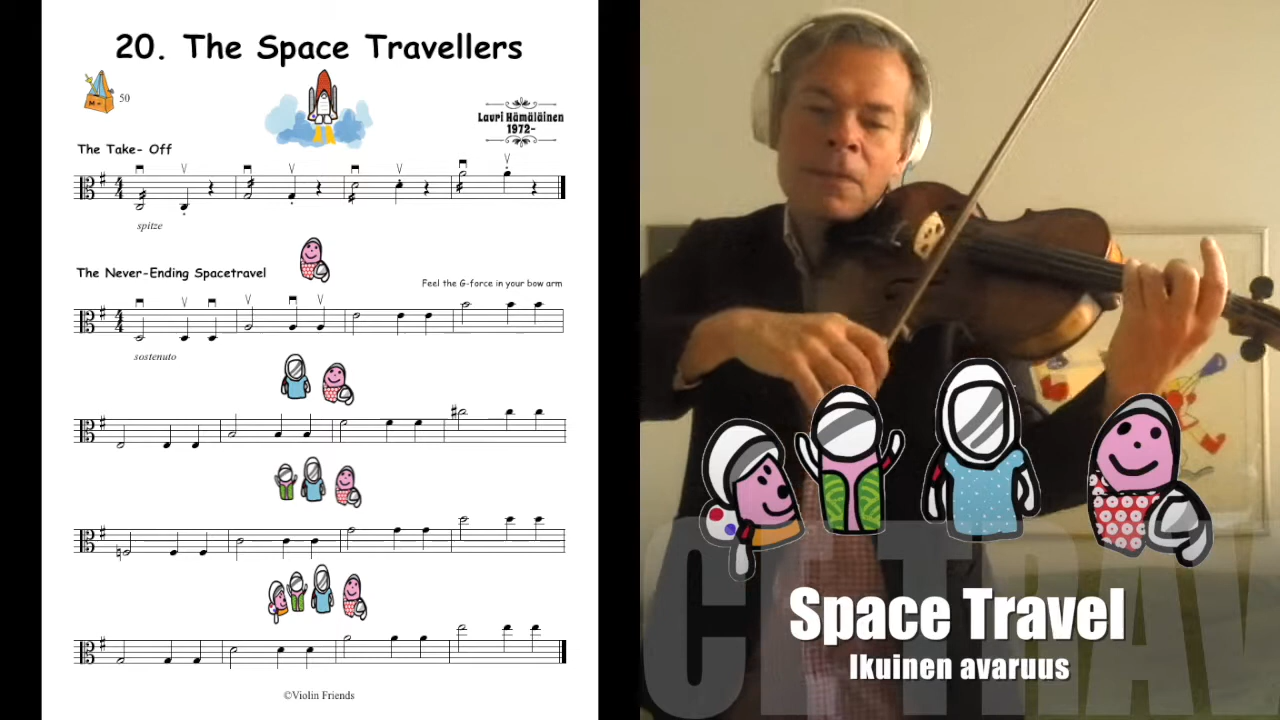 20. The Space Travellers
M=
50
Lauri Hämäläinen
1972-
The Take- Off
spitze
The Never-Ending Spacetravel
Feel the G-force in your bow arm
sostenuto
©Violin Friends
Space Travel
Ikuinen avaruus